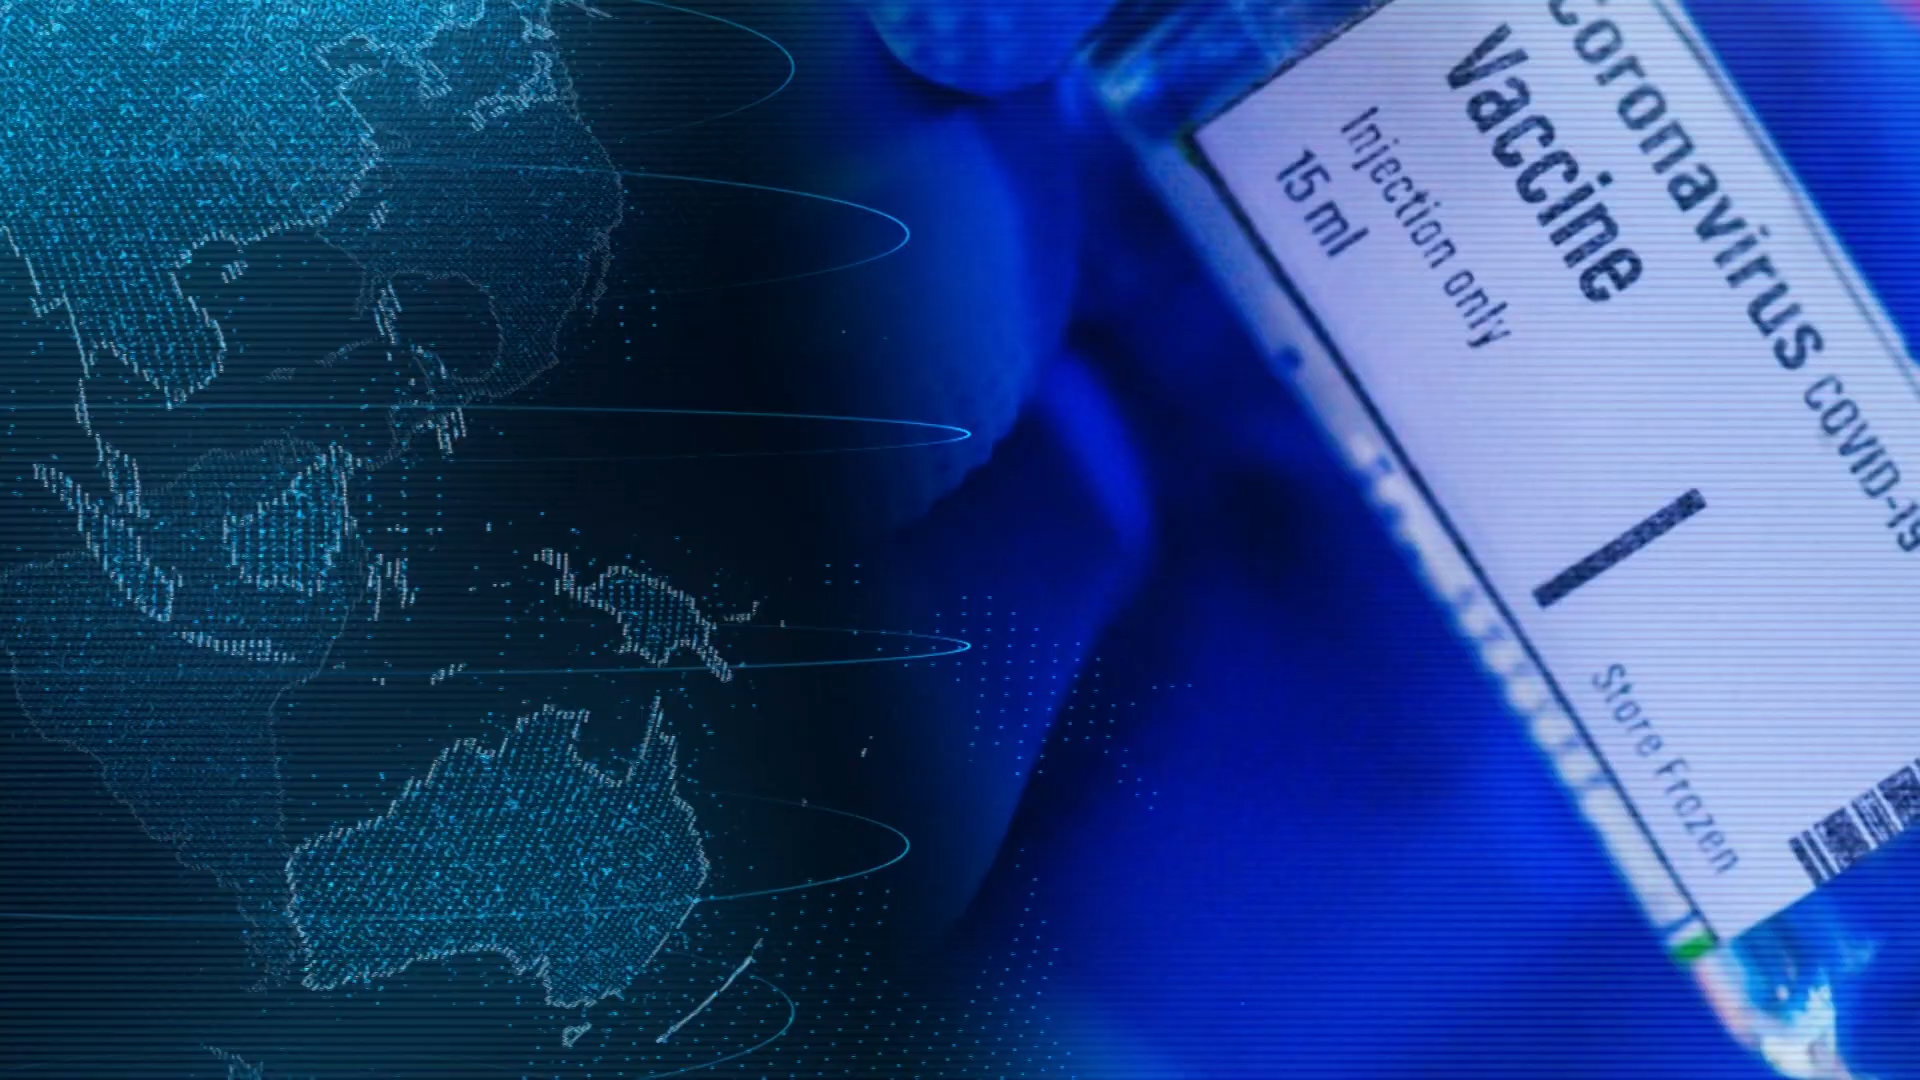 Coronavirus COVID-19
Vaccine
Injection only
15 ml
Store Frozen